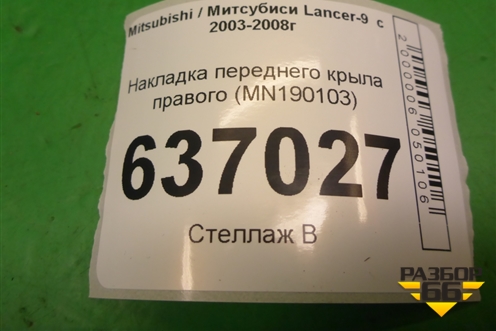 Mitsubishi / Митсубиси Lancer-9 с
2003-2008г
Накладка переднего крыла
правого (MN190103)
637027
Стеллаж В
2000006050106
РАЗБОР
66